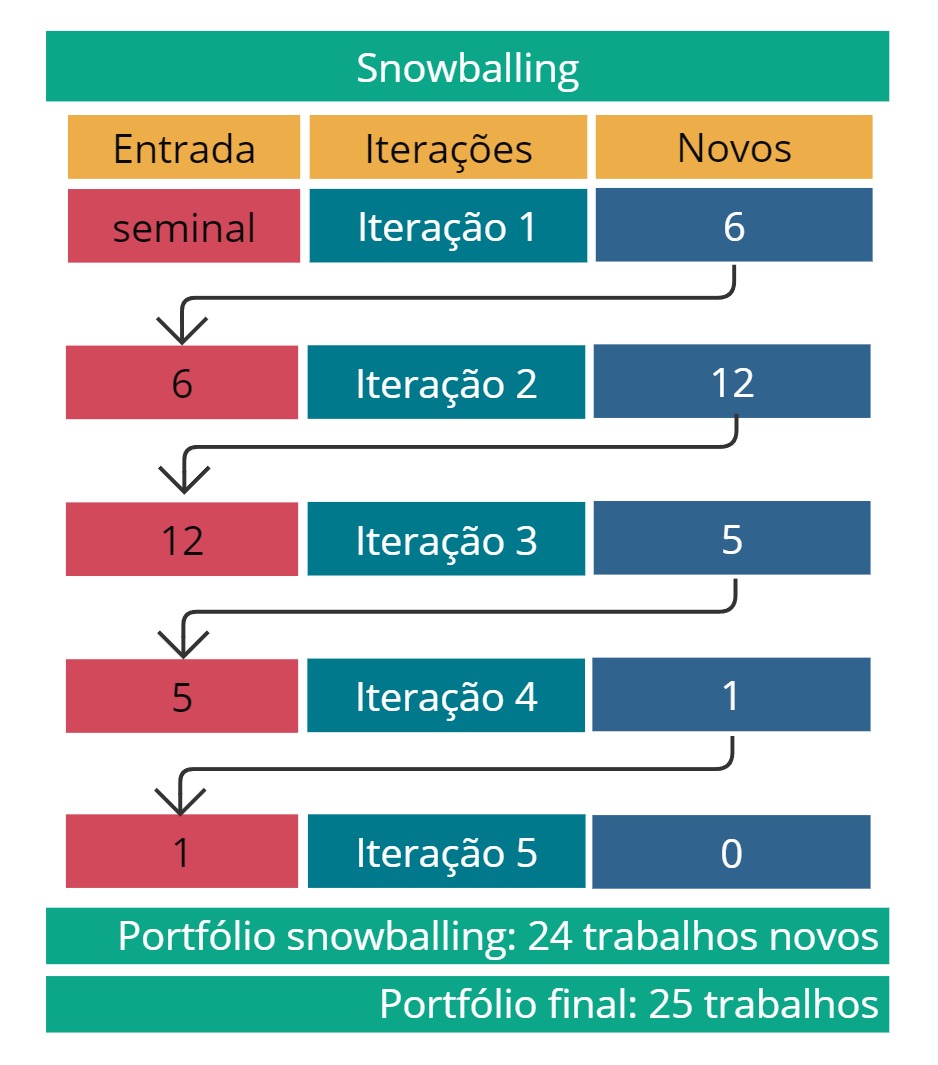 Snowballing
Entrada Iterações Novos
seminal Iteração 1 6
6 Iteração 2 12
12 Iteração 3 5
5 Iteração 4 1
1 Iteração 5 0
Portfólio snowballing: 24 trabalhos novos
Portfólio final: 25 trabalhos